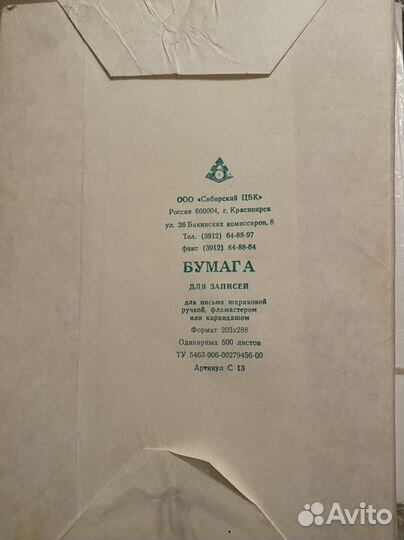 ООО «Сибирский ЦБК»
Россия 660004, г. Красноярск
ул. 26 Бакинских комиссаров, 8
Тел. (3912) 64-88-97
факс (3912) 64-88-64
БУМАГА
ДЛЯ ЗАПИСЕЙ
для письма шариковой
ручкой, фламастером
или карандашом
Формат 203х288
Одинарных 500 листов
ТУ 5463-006-00279456-00
Артикул С 13
Avito